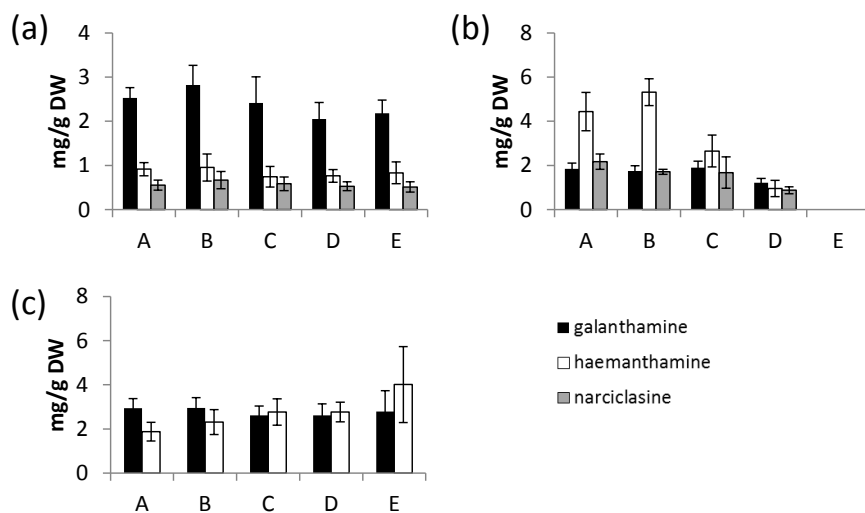 (a)
mg/g DW
4
3
2
1
0
A B C D E
(b)
mg/g DW
8
6
4
2
0
A B C D E
(c)
mg/g DW
8
6
4
2
0
A B C D E
galanthamine
haemanthamine
narciclasine